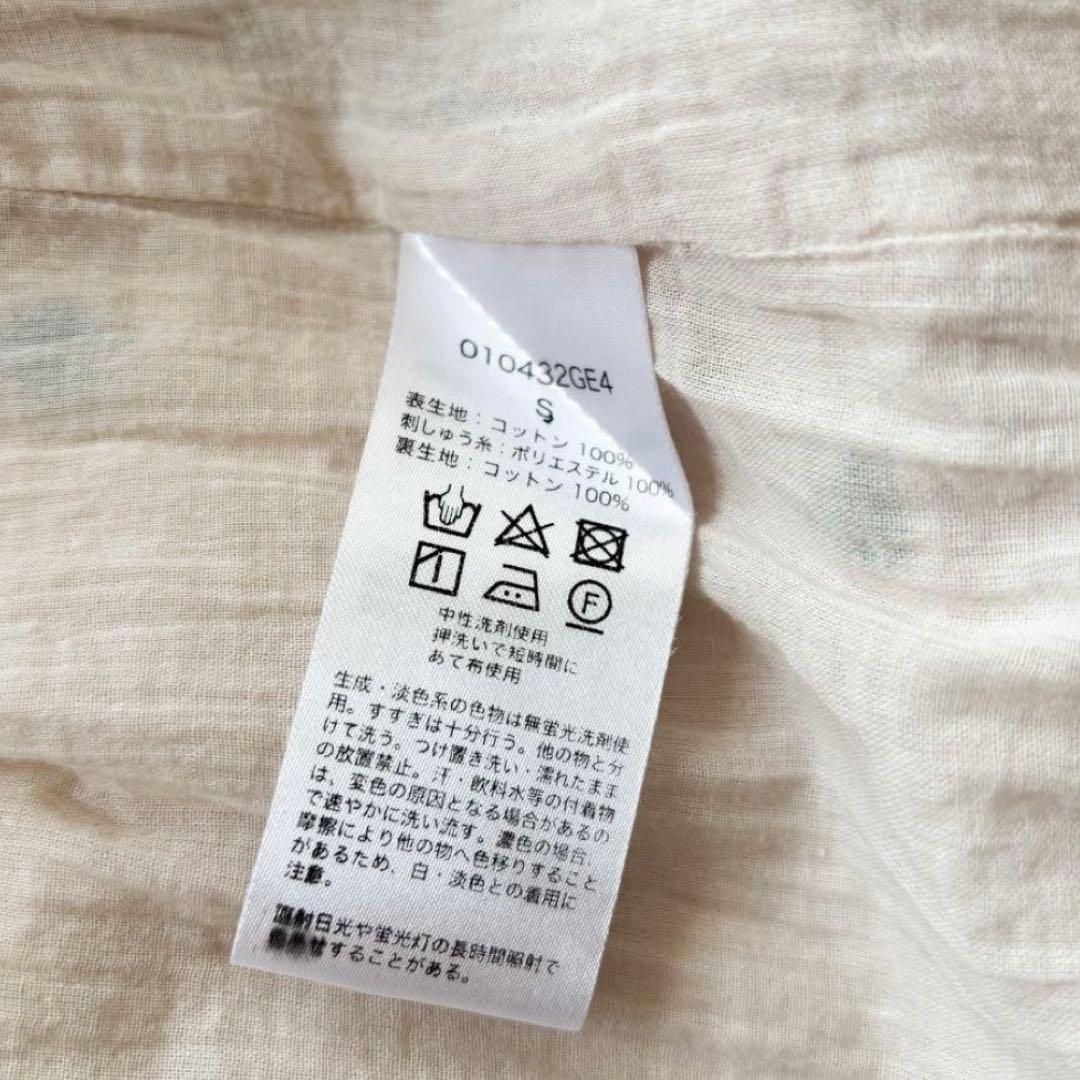 010432GE4
S
表生地：コットン 100%
刺しゅう糸：ポリエステル 100%
裏生地：コットン 100%
F
中性洗剤使用
押洗いで短時間に
あて布使用
生成・淡色系の色物は無蛍光洗剤使
用。すすぎは十分行う。他の物と分
けて洗う。つけ置き洗い・濡れたまま
の放置禁止。汗・飲料水等の付着物
は、変色の原因となる場合があるの
で速やかに洗い流す。濃色の場合、
摩擦により他の物へ色移りすること
があるため、白・淡色との着用に
注意。
直射日光や蛍光灯の長時間照射で
することがある。